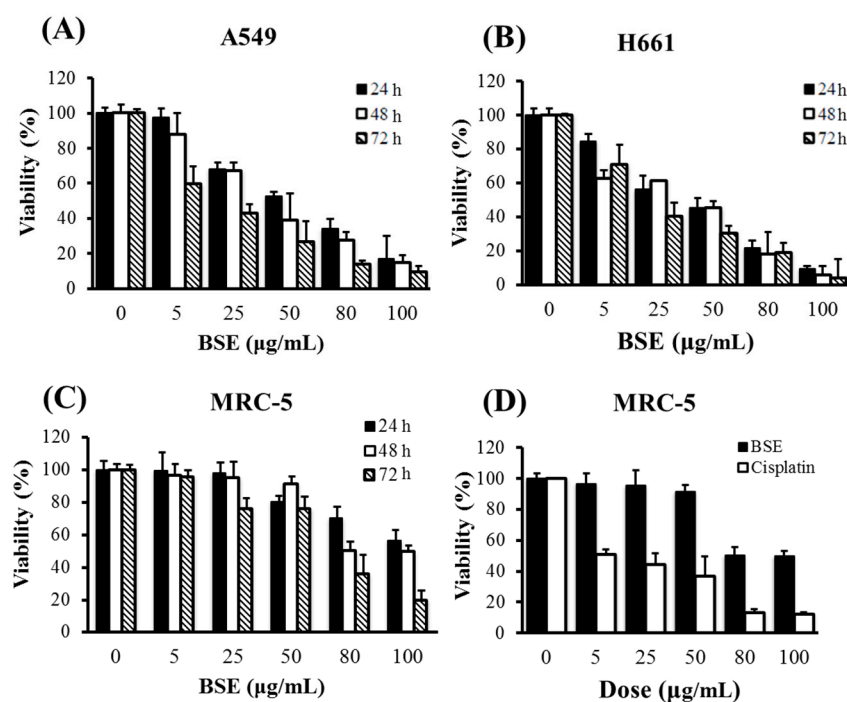 (A)
A549
120
100
80
60
40
20
0
Viability (%)
24 h
48 h
72 h
0 5 25 50 80 100
BSE (µg/mL)
(B)
H661
120
100
80
60
40
20
0
Viability (%)
24 h
48 h
72 h
0 5 25 50 80 100
BSE (µg/mL)
(C)
MRC-5
120
100
80
60
40
20
0
Viability (%)
24 h
48 h
72 h
0 5 25 50 80 100
BSE (µg/mL)
(D)
MRC-5
120
100
80
60
40
20
0
Viability (%)
BSE
Cisplatin
0 5 25 50 80 100
Dose (µg/mL)